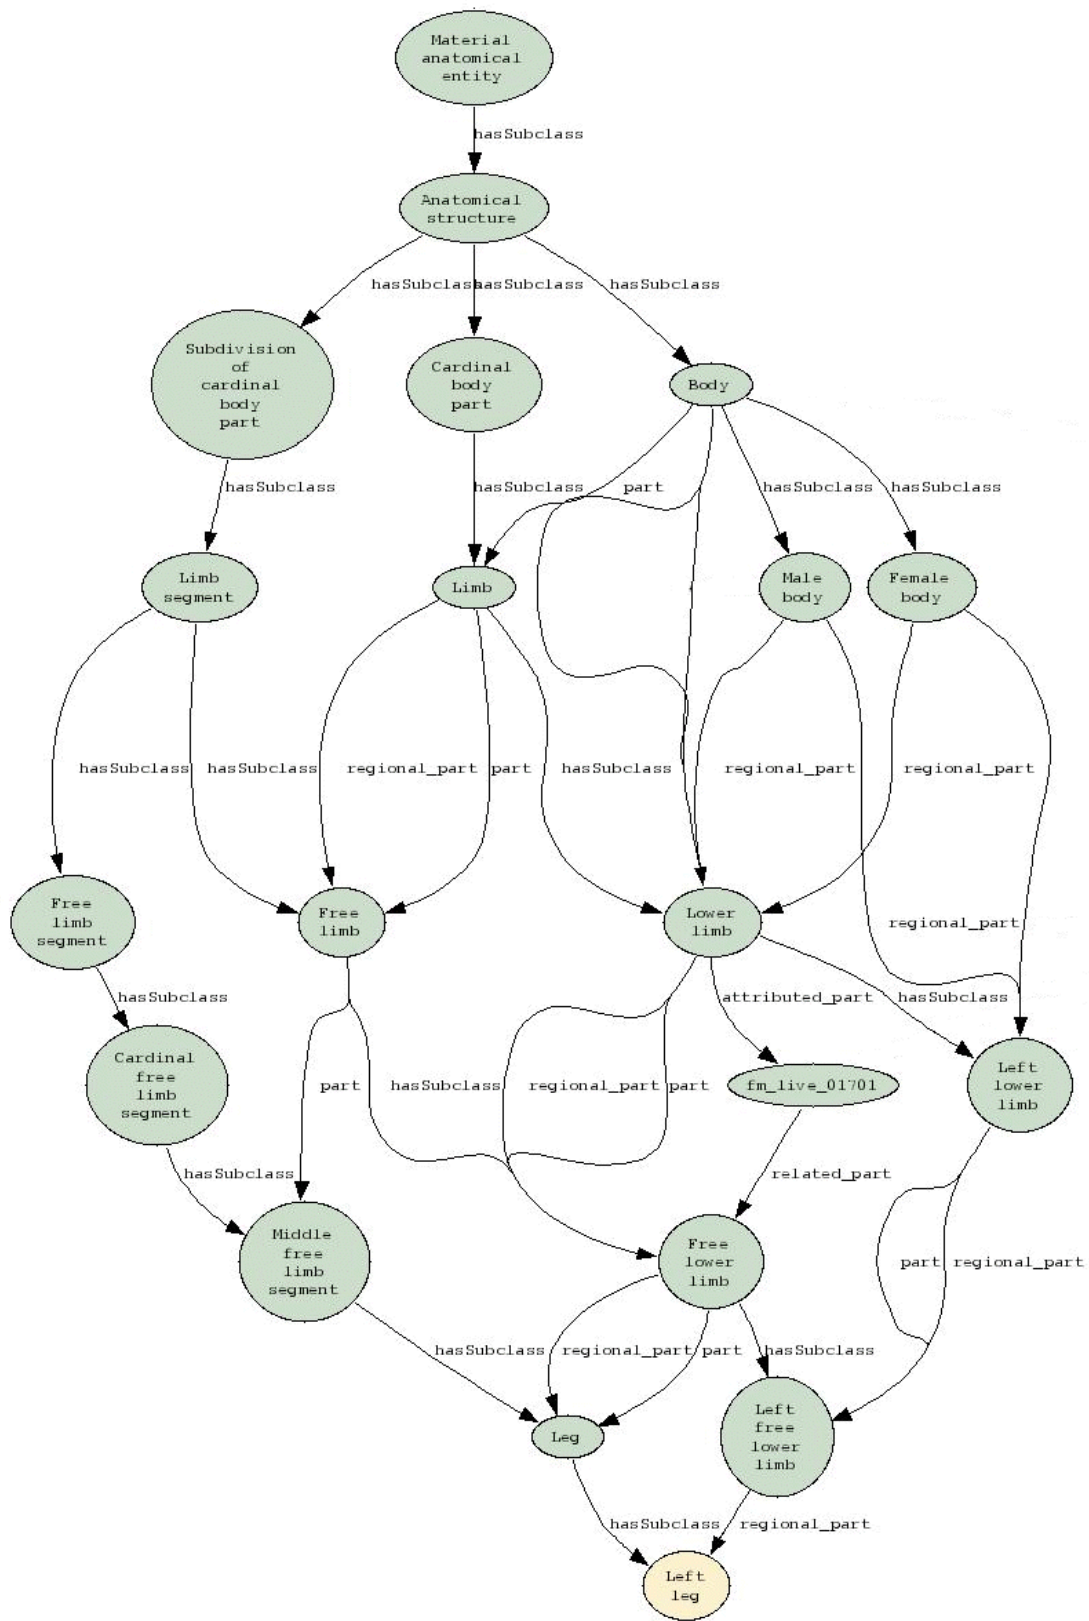 Material
anatomical
entity
hasSubclass
Anatomical
structure
hasSubclass
hasSubclass
hasSubclass
Subdivision
of
cardinal
body
part
Cardinal
body
part
Body
hasSubclass
hasSubclass
part
hasSubclass
hasSubclass
Limb
segment
Limb
Male
body
Female
body
hasSubclass
hasSubclass
regional_part
part
hasSubclass
regional_part
regional_part
Free
limb
segment
Free
limb
Lower
limb
regional_part
hasSubclass
attributed_part
hasSubclass
Cardinal
free
limb
segment
part
hasSubclass
regional_part
part
fm_live_01701
Left
lower
limb
hasSubclass
related_part
Middle
free
limb
segment
Free
lower
limb
part
regional_part
hasSubclass
regional_part
part
hasSubclass
Leg
Left
free
lower
limb
hasSubclass
regional_part
Left
leg